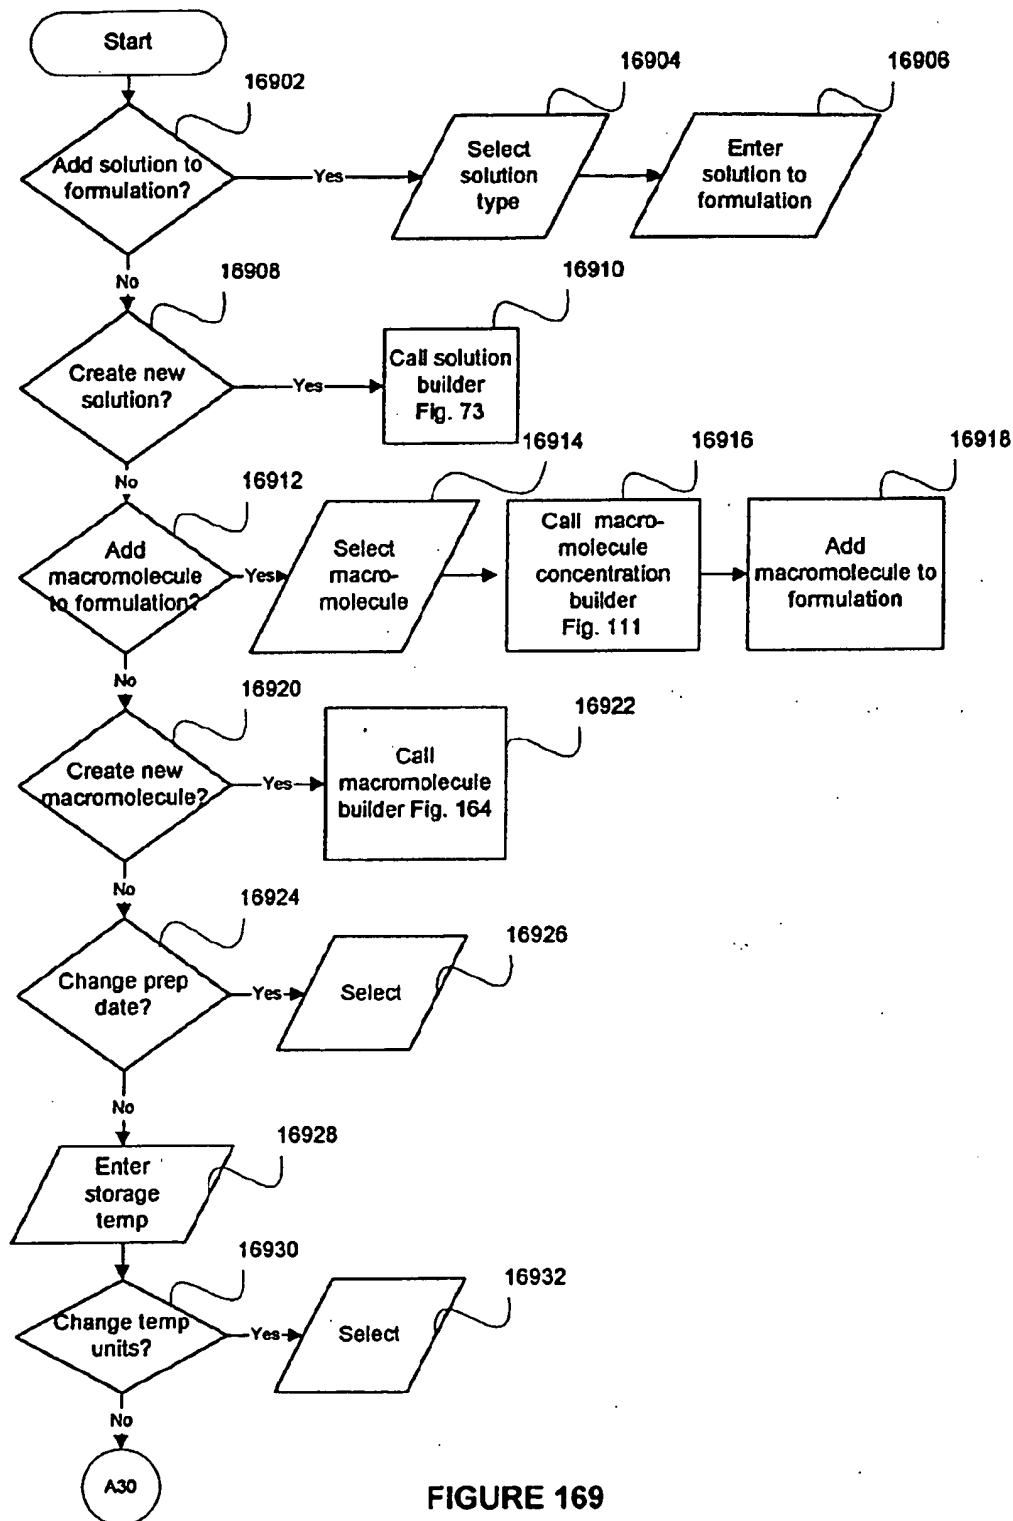 Start
16902
Add solution to
formulation?
Yes
16904
Select
solution
type
16906
Enter
solution to
formulation
No
16908
Create new
solution?
Yes
16910
Call solution
builder
Fig. 73
No
16912
Add
macromolecule
to formulation?
Yes
16914
Select
macro-
molecule
16916
Call macro-
molecule
concentration
builder
Fig. 111
16918
Add
macromolecule to
formulation
No
16920
Create new
macromolecule?
Yes
16922
Call
macromolecule
builder Fig. 164
No
16924
Change prep
date?
Yes
16926
Select
No
16928
Enter
storage
temp
16930
Change temp
units?
Yes
16932
Select
No
A30
FIGURE 169